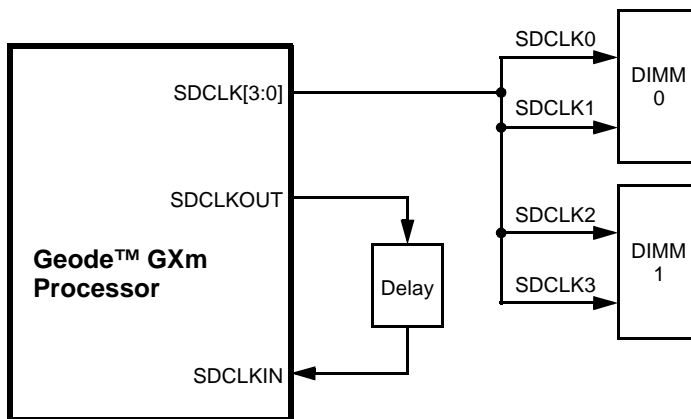 SDCLK0
DIMM
0
SDCLK[3:0]
SDCLK1
SDCLKOUT
SDCLK2
DIMM
1
Geode™ GXm
Processor
Delay
SDCLK3
SDCLKIN